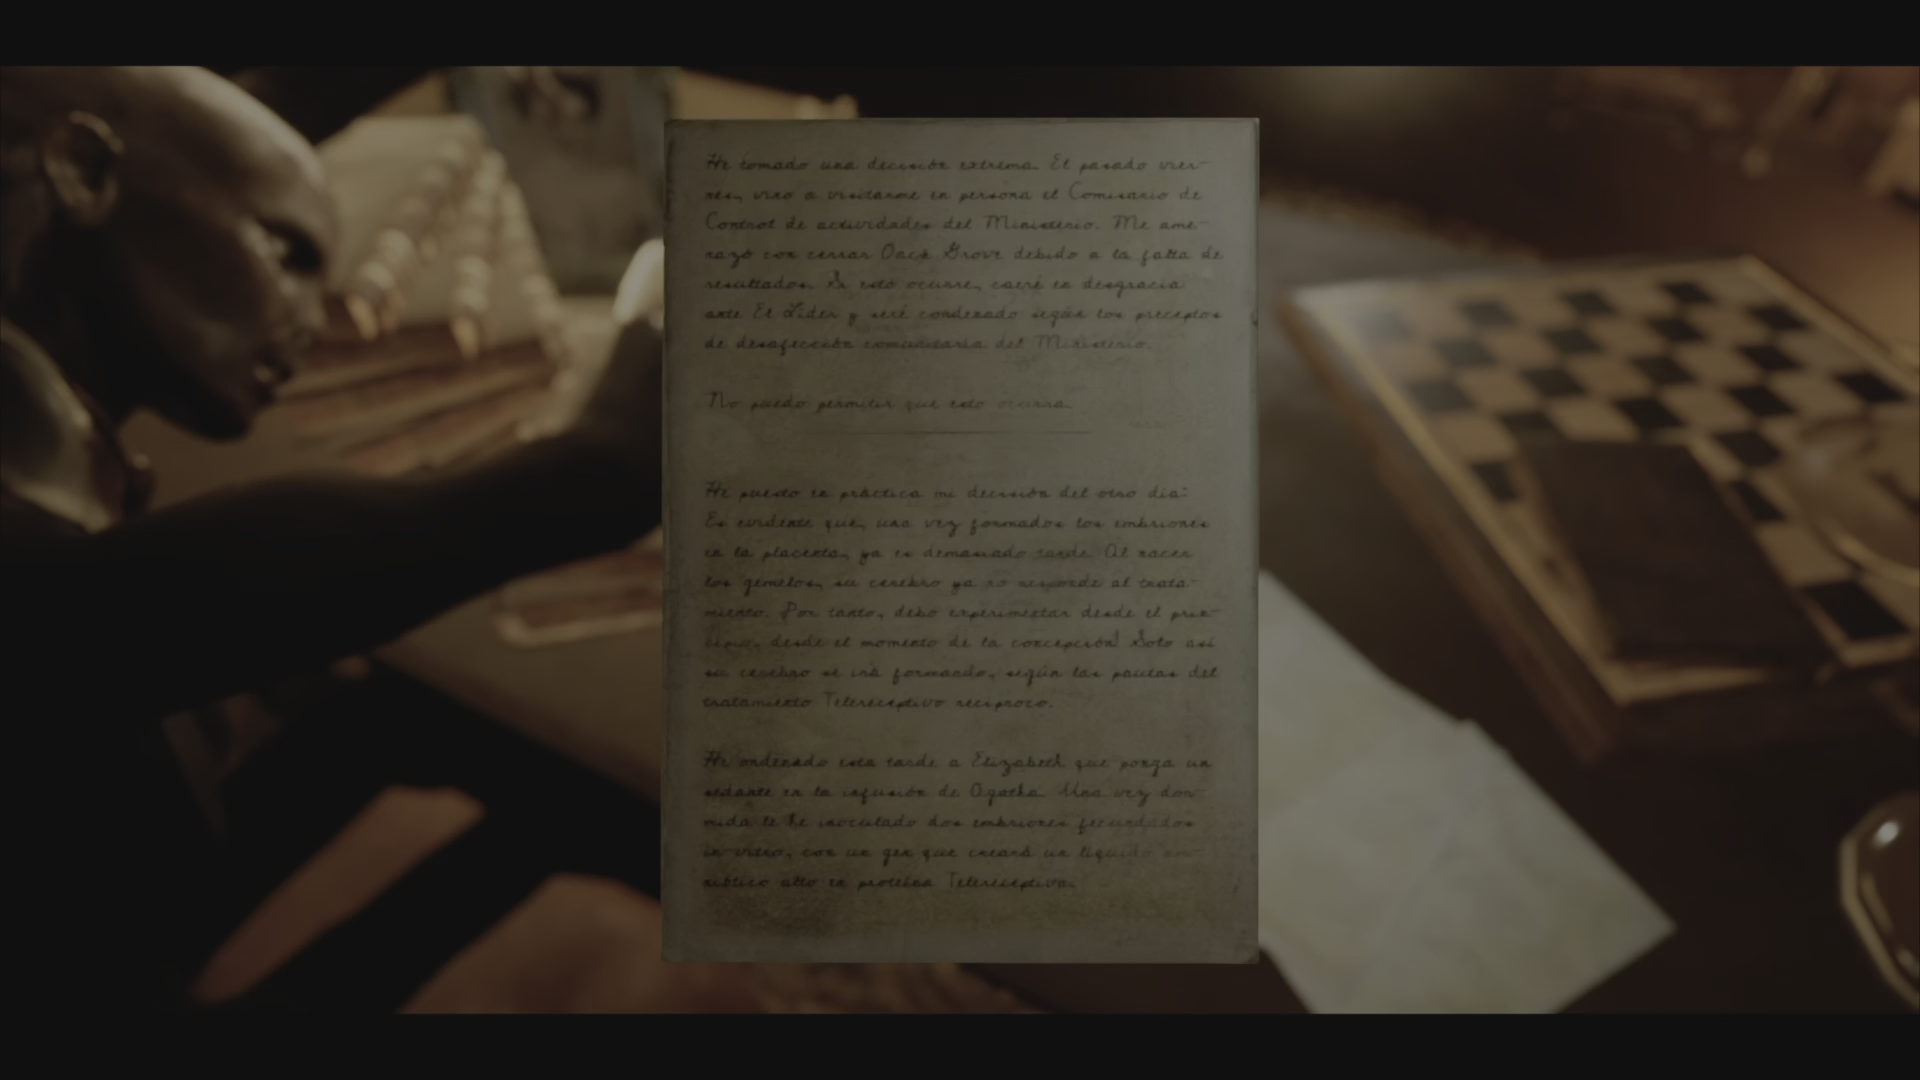 He tomado una decisión extrema. El pasado vier-
nes, vino a visitarme en persona el Comisario de
Control de actividades del Ministerio. Me ame-
nazó con cerrar Oack Grove debido a la falta de
resultados. Si esto ocurre, caeré en desgracia
ante El Líder y seré condenado según los preceptos
de desafección comunitaria del Ministerio.
No puedo permitir que esto ocurra.
He puesto en práctica mi decisión del otro día:
Es evidente que, una vez formados los embriones
en la placenta, ya es demasiado tarde. Al nacer
los gemelos, su cerebro ya no responde al trata-
miento. Por tanto, debo experimentar desde el prin-
cipio, desde el momento de la concepción! Solo así
su cerebro se irá formando, según las pautas del
tratamiento Telereceptivo recíproco.
He ordenado esta tarde a Elizabeth que ponga un
sedante en la infusión de Agatha. Una vez dor-
mida le he inoculado dos embriones fecundados
in-vitro, con un gen que creará un líquido am-
niótico alto en proteína Telereceptiva.